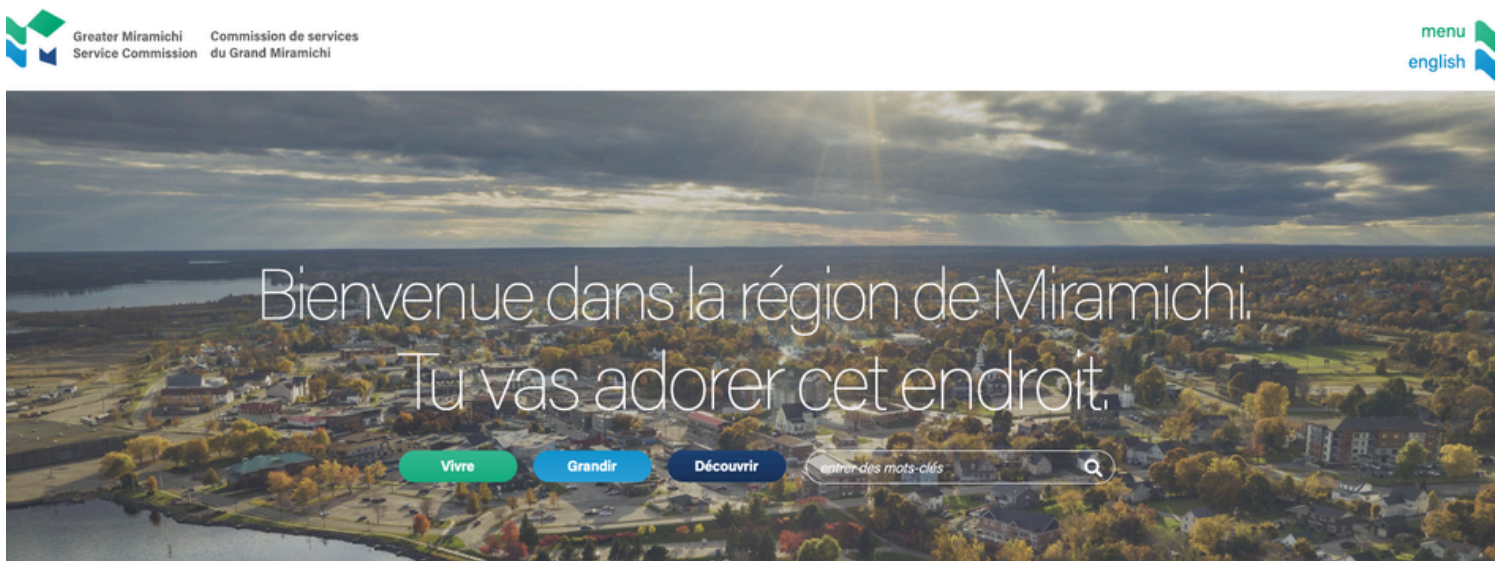 Greater Miramichi
Service Commission
Commission de services
du Grand Miramichi
menu
english
Bienvenue dans la région de Miramichi.
Tu vas adorer cet endroit.
Vivre
Grandir
Découvrir
entrer des mots-clés